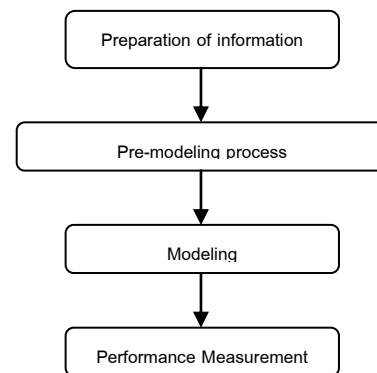 Preparation of information
Pre-modeling process
Modeling
Performance Measurement